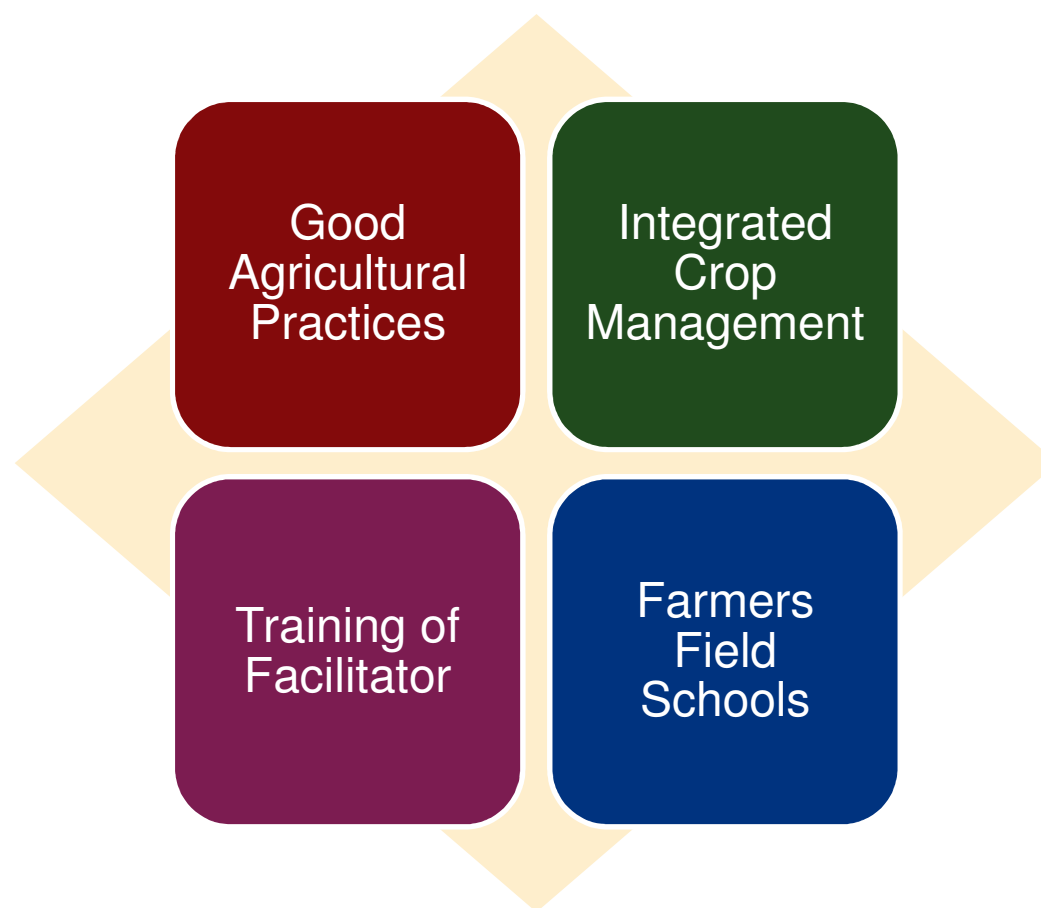 Good
Agricultural
Practices
Integrated
Crop
Management
Training of
Facilitator
Farmers
Field
Schools